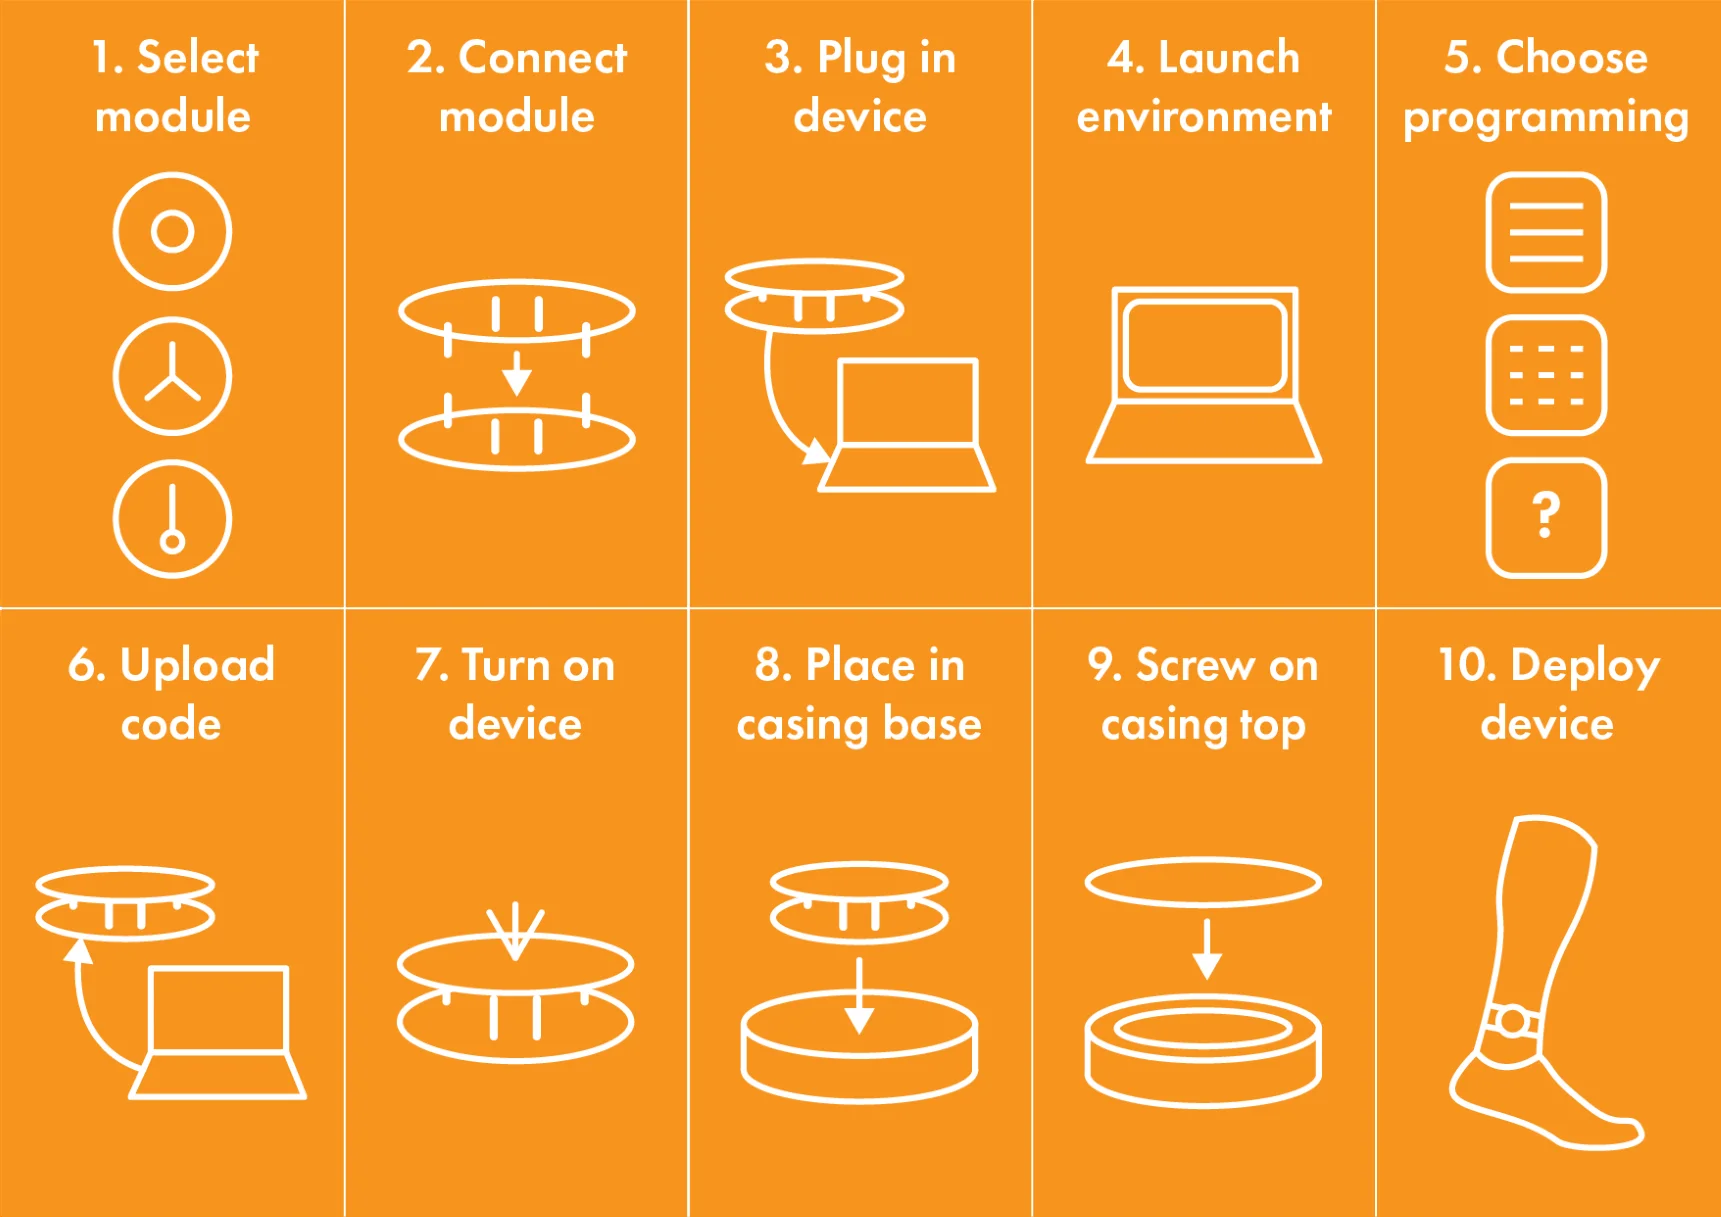 1. Select
module
2. Connect
module
3. Plug in
device
4. Launch
environment
5. Choose
programming
?
6. Upload
code
7. Turn on
device
8. Place in
casing base
9. Screw on
casing top
10. Deploy
device